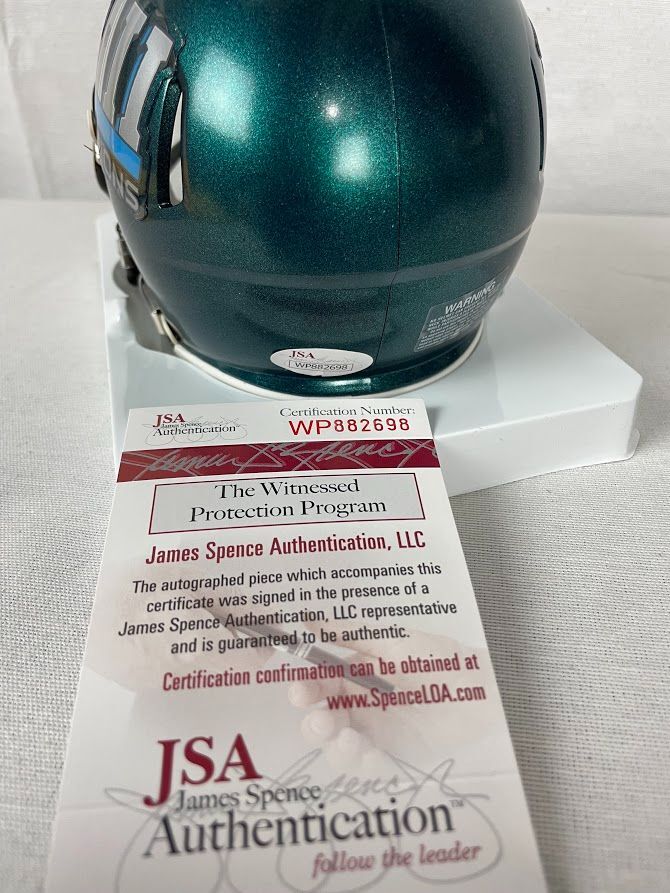 WARNING
JSA
WP882698
JSA
James Spence
Authentication
Certification Number:
WP882698
The Witnessed
Protection Program
James Spence Authentication, LLC
The autographed piece which accompanies this
certificate was signed in the presence of a
James Spence Authentication, LLC representative
and is guaranteed to be authentic.
Certification confirmation can be obtained at
www.SpenceLOA.com
JSA
James Spence
Authentication™
follow the leader